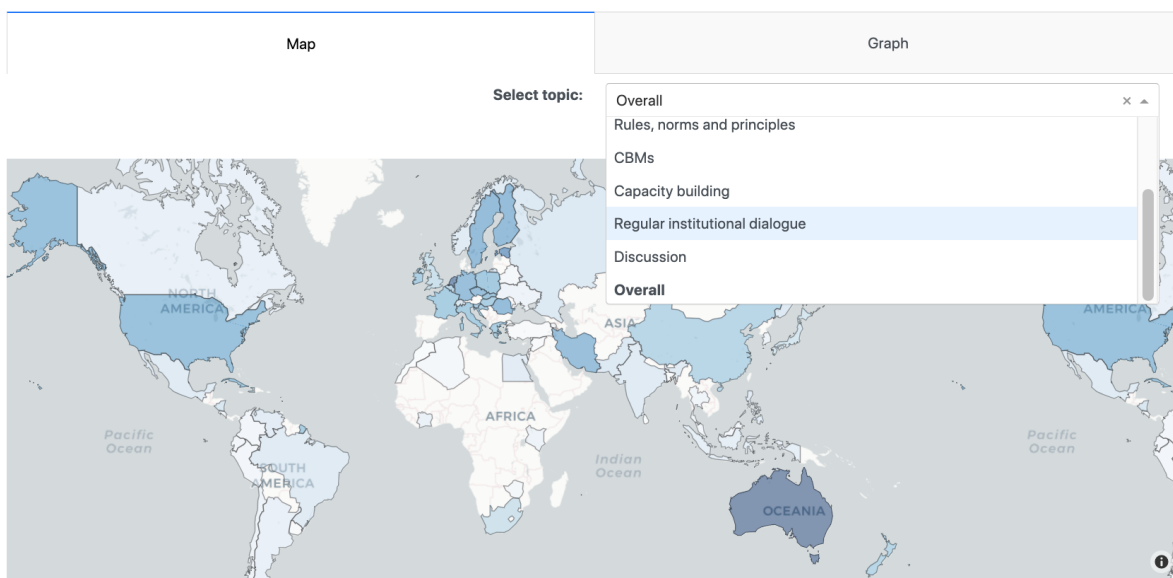 Map
Graph
Select topic:
Overall
Rules, norms and principles
CBMs
Capacity building
Regular institutional dialogue
Discussion
Overall
NORTH
AMERICA
AMERICA
ASIA
AFRICA
Pacific
Ocean
Indian
Ocean
Pacific
Ocean
SOUTH
AMERICA
OCEANIA